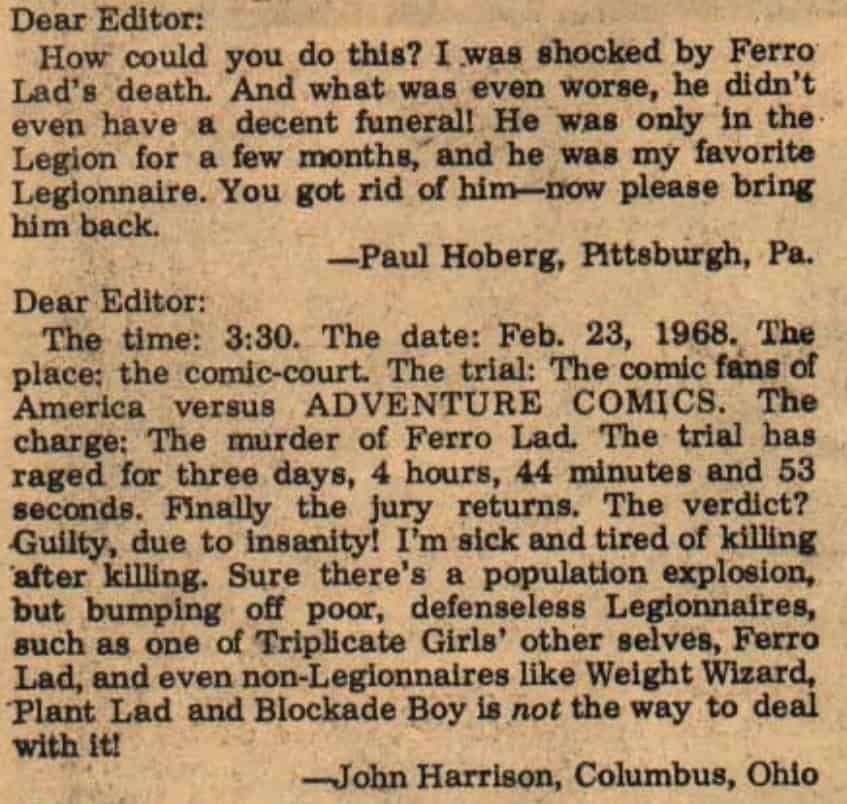 Dear Editor:
How could you do this? I was shocked by Ferro
Lad's death. And what was even worse, he didn't
even have a decent funeral! He was only in the
Legion for a few months, and he was my favorite
Legionnaire. You got rid of him—now please bring
him back.
—Paul Hoberg, Pittsburgh, Pa.
Dear Editor:
The time: 3:30. The date: Feb. 23, 1968. The
place: the comic-court. The trial: The comic fans of
America versus ADVENTURE COMICS. The
charge: The murder of Ferro Lad. The trial has
raged for three days, 4 hours, 44 minutes and 53
seconds. Finally the jury returns. The verdict?
Guilty, due to insanity! I'm sick and tired of killing
after killing. Sure there's a population explosion,
but bumping off poor, defenseless Legionnaires,
such as one of Triplicate Girls' other selves, Ferro
Lad, and even non-Legionnaires like Weight Wizard,
Plant Lad and Blockade Boy is not the way to deal
with it!
—John Harrison, Columbus, Ohio